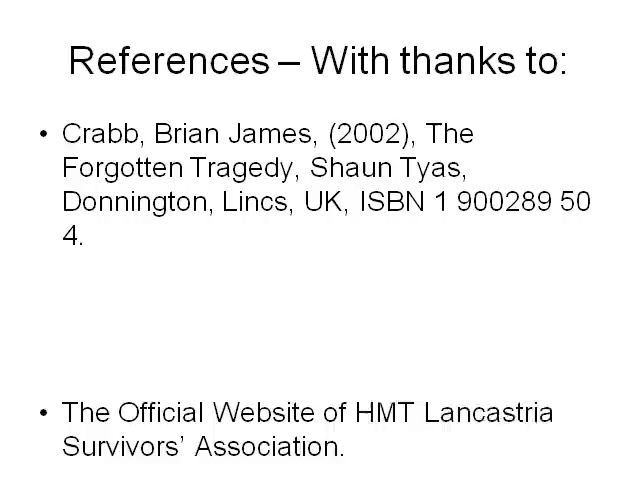 References – With thanks to:
• Crabb, Brian James, (2002), The
Forgotten Tragedy, Shaun Tyas,
Donnington, Lincs, UK, ISBN 1 900289 50
4.
• The Official Website of HMT Lancastria
Survivors’ Association.